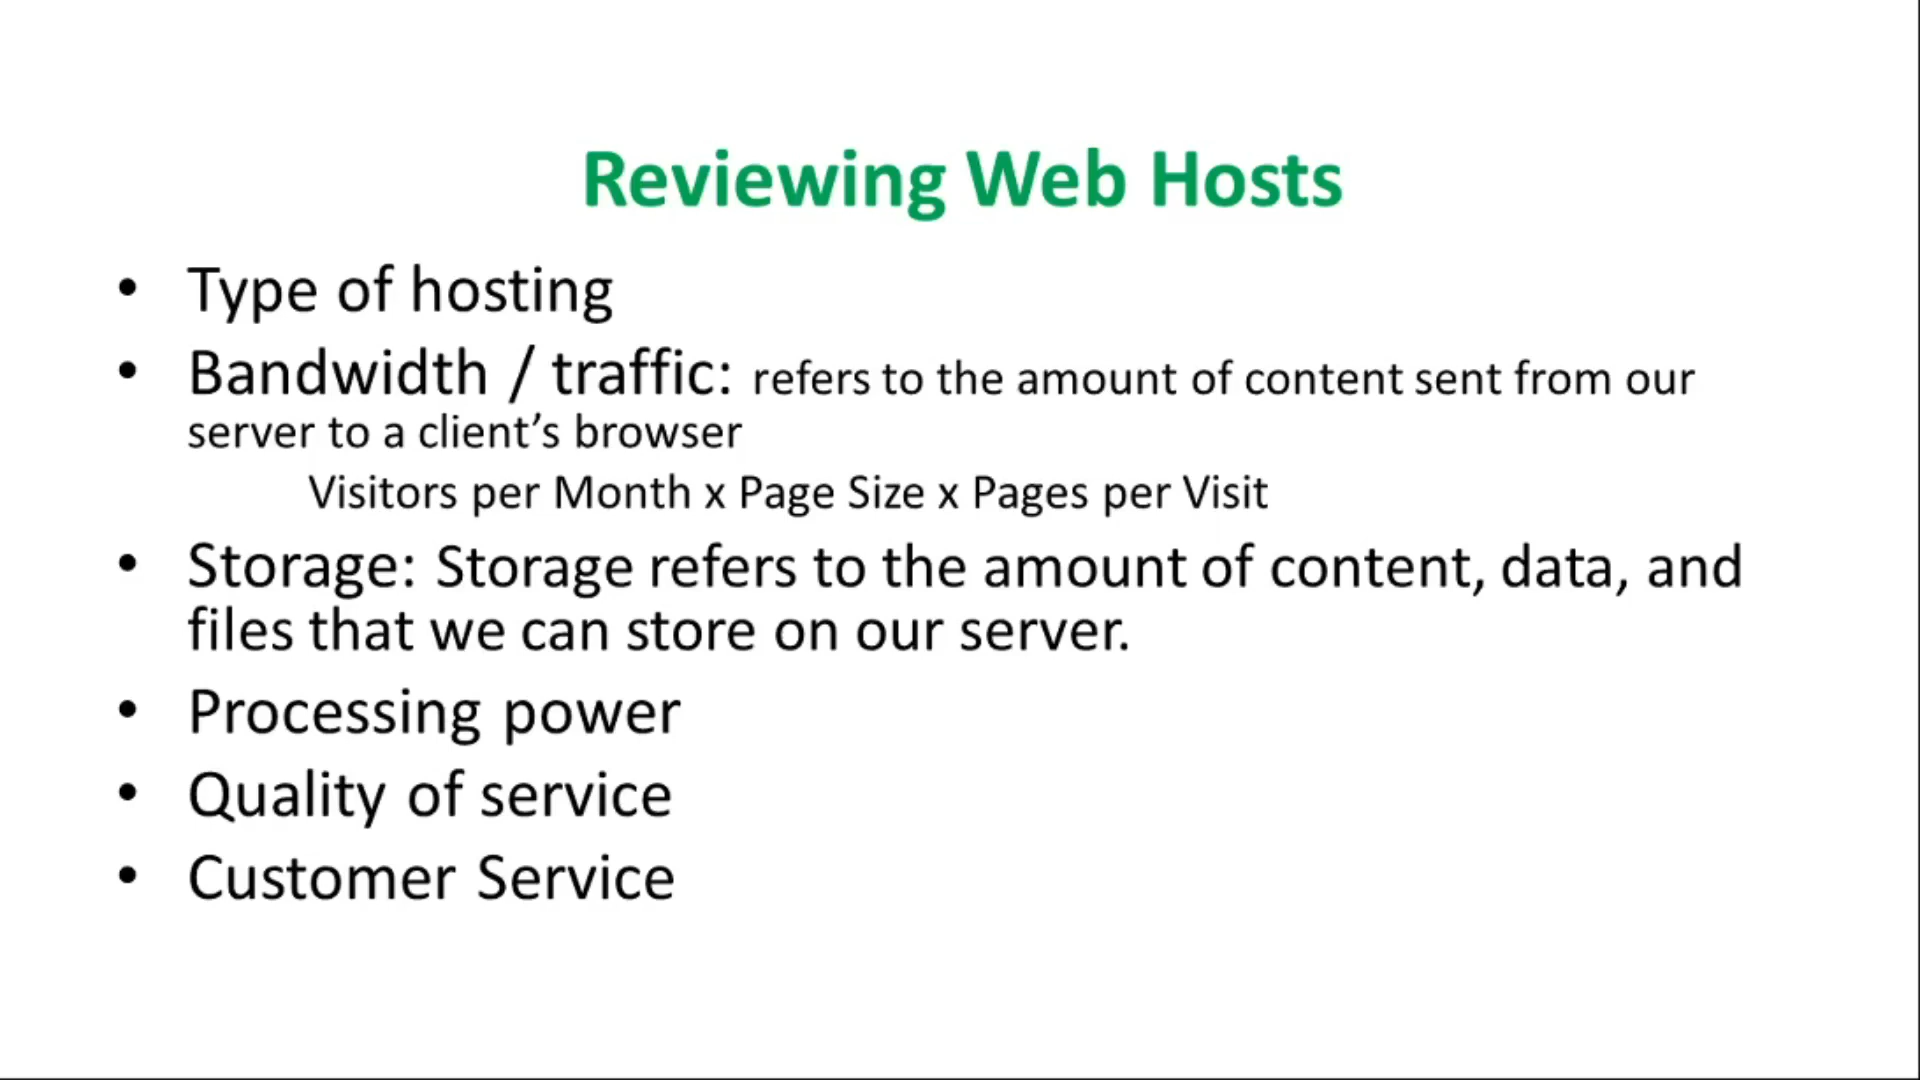 Reviewing Web Hosts
• Type of hosting
• Bandwidth / traffic: refers to the amount of content sent from our
server to a client’s browser
Visitors per Month x Page Size x Pages per Visit
• Storage: Storage refers to the amount of content, data, and
files that we can store on our server.
• Processing power
• Quality of service
• Customer Service